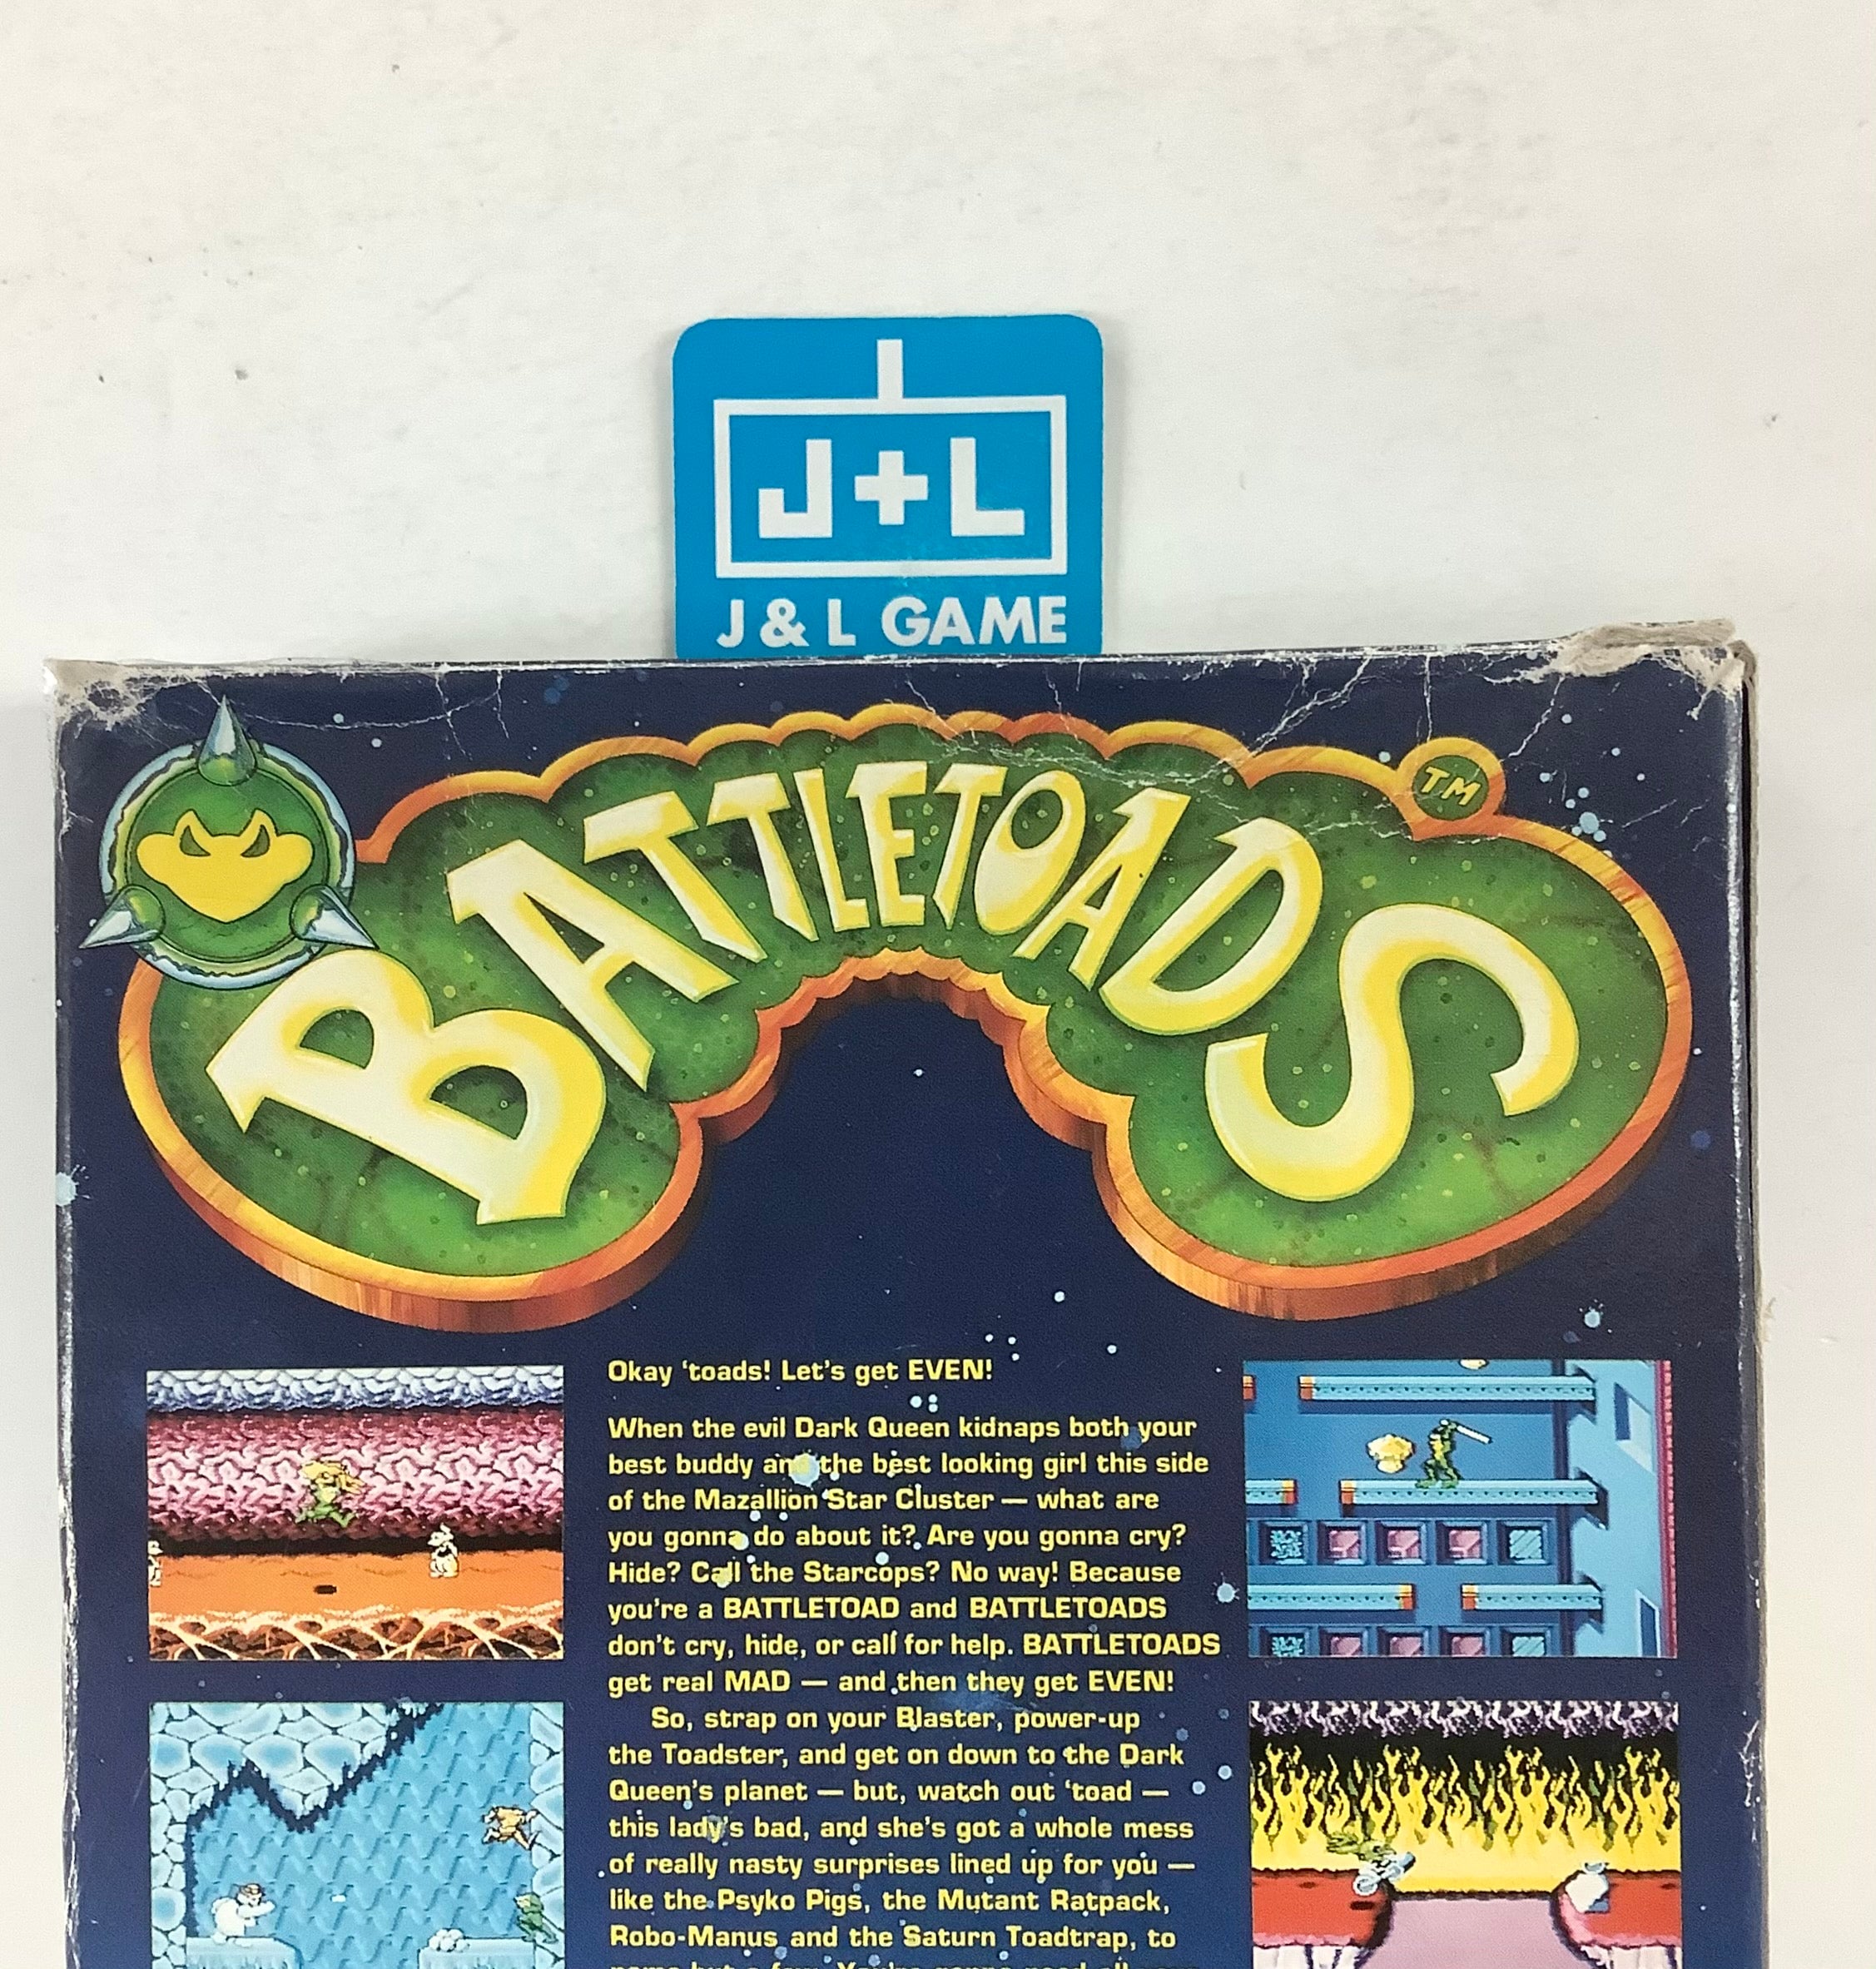 J+L
J & L GAME
BATTLETOADS TM
Okay ‘toads! Let’s get EVEN!
When the evil Dark Queen kidnaps both your
best buddy and the best looking girl this side
of the Mazallion Star Cluster — what are
you gonna do about it? Are you gonna cry?
Hide? Call the Starcops? No way! Because
you’re a BATTLETOAD and BATTLETOADS
don’t cry, hide, or call for help. BATTLETOADS
get real MAD — and then they get EVEN!
So, strap on your Blaster, power-up
the Toadster, and get on down to the Dark
Queen’s planet — but, watch out ‘toad —
this lady’s bad, and she’s got a whole mess
of really nasty surprises lined up for you —
like the Psyko Pigs, the Mutant Ratpack,
Robo-Manus and the Saturn Toadtrap, to